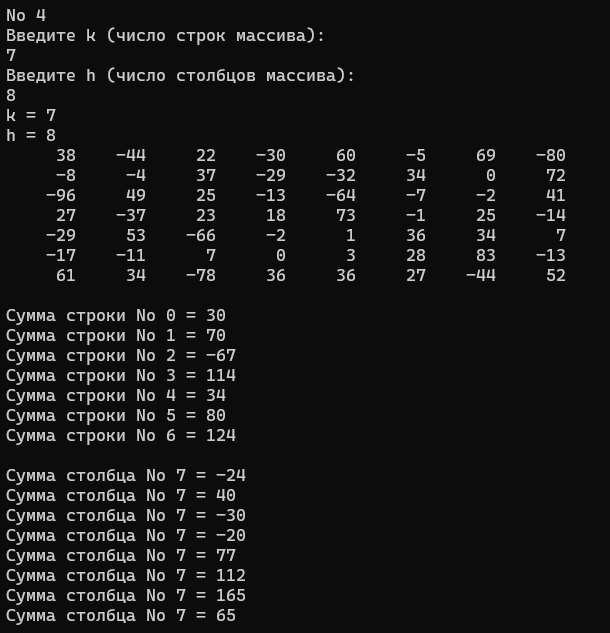 No 4
Введите k (число строк массива):
7
Введите h (число столбцов массива):
8
k = 7
h = 8
38 -44 22 -30 60 -5 69 -80
-8 -4 37 -29 -32 34 0 72
-96 49 25 -13 -64 -7 -2 41
27 -37 23 18 73 -1 25 -14
-29 53 -66 -2 1 36 34 7
-17 -11 7 0 3 28 83 -13
61 34 -78 36 36 27 -44 52
Сумма строки No 0 = 30
Сумма строки No 1 = 70
Сумма строки No 2 = -67
Сумма строки No 3 = 114
Сумма строки No 4 = 34
Сумма строки No 5 = 80
Сумма строки No 6 = 124
Сумма столбца No 7 = -24
Сумма столбца No 7 = 40
Сумма столбца No 7 = -30
Сумма столбца No 7 = -20
Сумма столбца No 7 = 77
Сумма столбца No 7 = 112
Сумма столбца No 7 = 165
Сумма столбца No 7 = 65